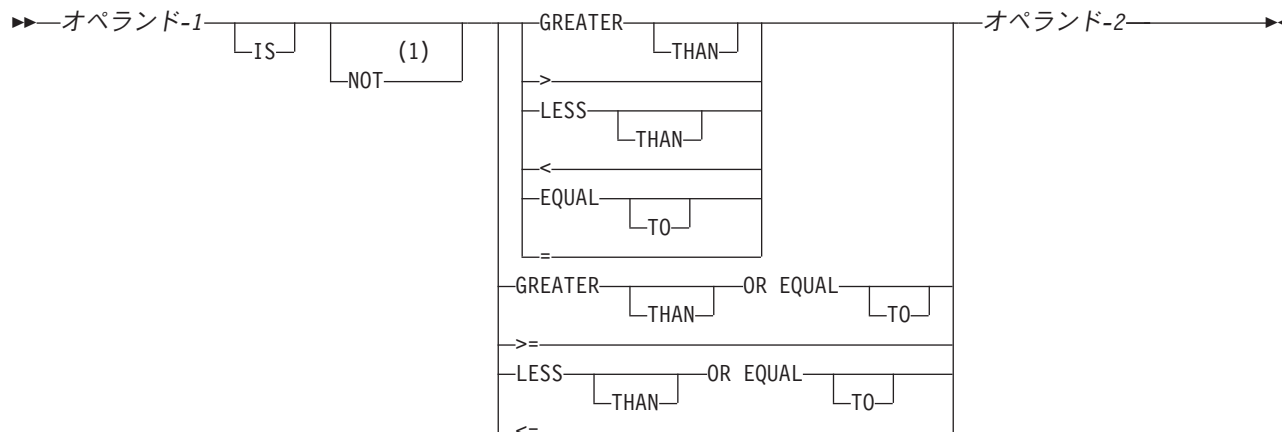 オペランド-1 IS NOT (1) GREATER THAN オペランド-2
>
LESS THAN
<
EQUAL TO
=
GREATER THAN OR EQUAL TO
>=
LESS THAN OR EQUAL TO
<=